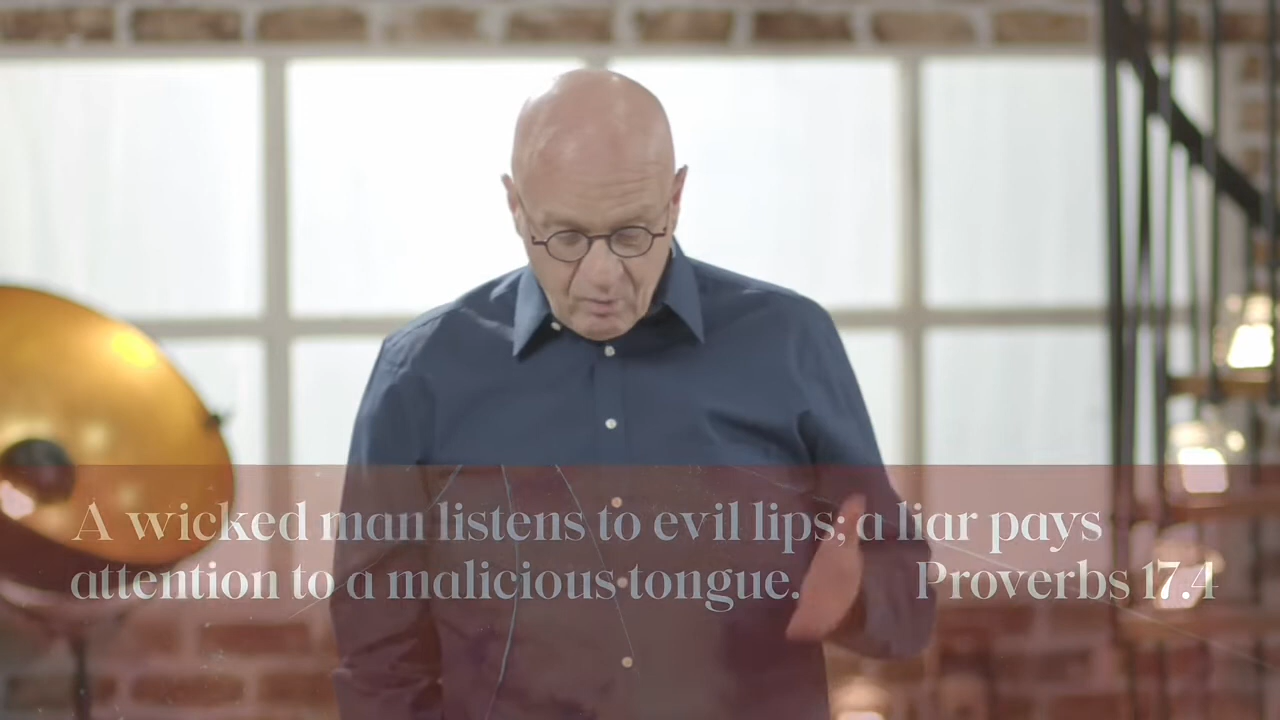 A wicked man listens to evil lips; a liar pays
attention to a malicious tongue. Proverbs 17.4